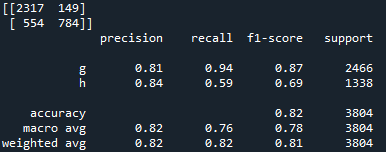 [[2317 149]
[ 554 784]]
precision recall f1-score support
g 0.81 0.94 0.87 2466
h 0.84 0.59 0.69 1338
accuracy 0.82 3804
macro avg 0.82 0.76 0.78 3804
weighted avg 0.82 0.82 0.81 3804